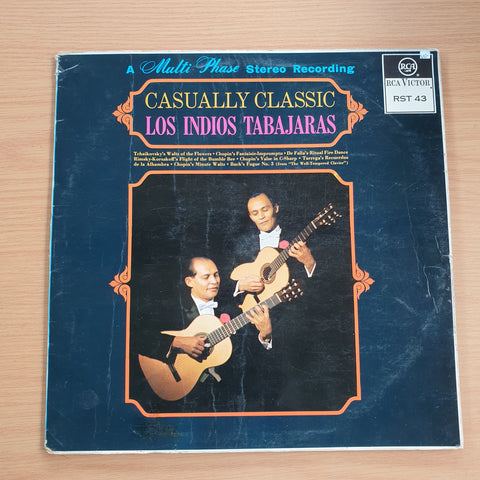 A Multi Phase Stereo Recording
RCA
RCA VICTOR
RST 43
CASUALLY CLASSIC
LOS INDIOS TABAJARAS
Tchaikovsky's Waltz of the Flowers • Chopin's Fantaisie-Impromptu • De Falla's Ritual Fire Dance
Rimsky-Korsakoff's Flight of the Bumble Bee • Chopin's Valse in C-Sharp • Tarrega's Recuerdos
de la Alhambra • Chopin's Minute Waltz • Bach's Fugue No. 3 (from "The Well-Tempered Clavier")